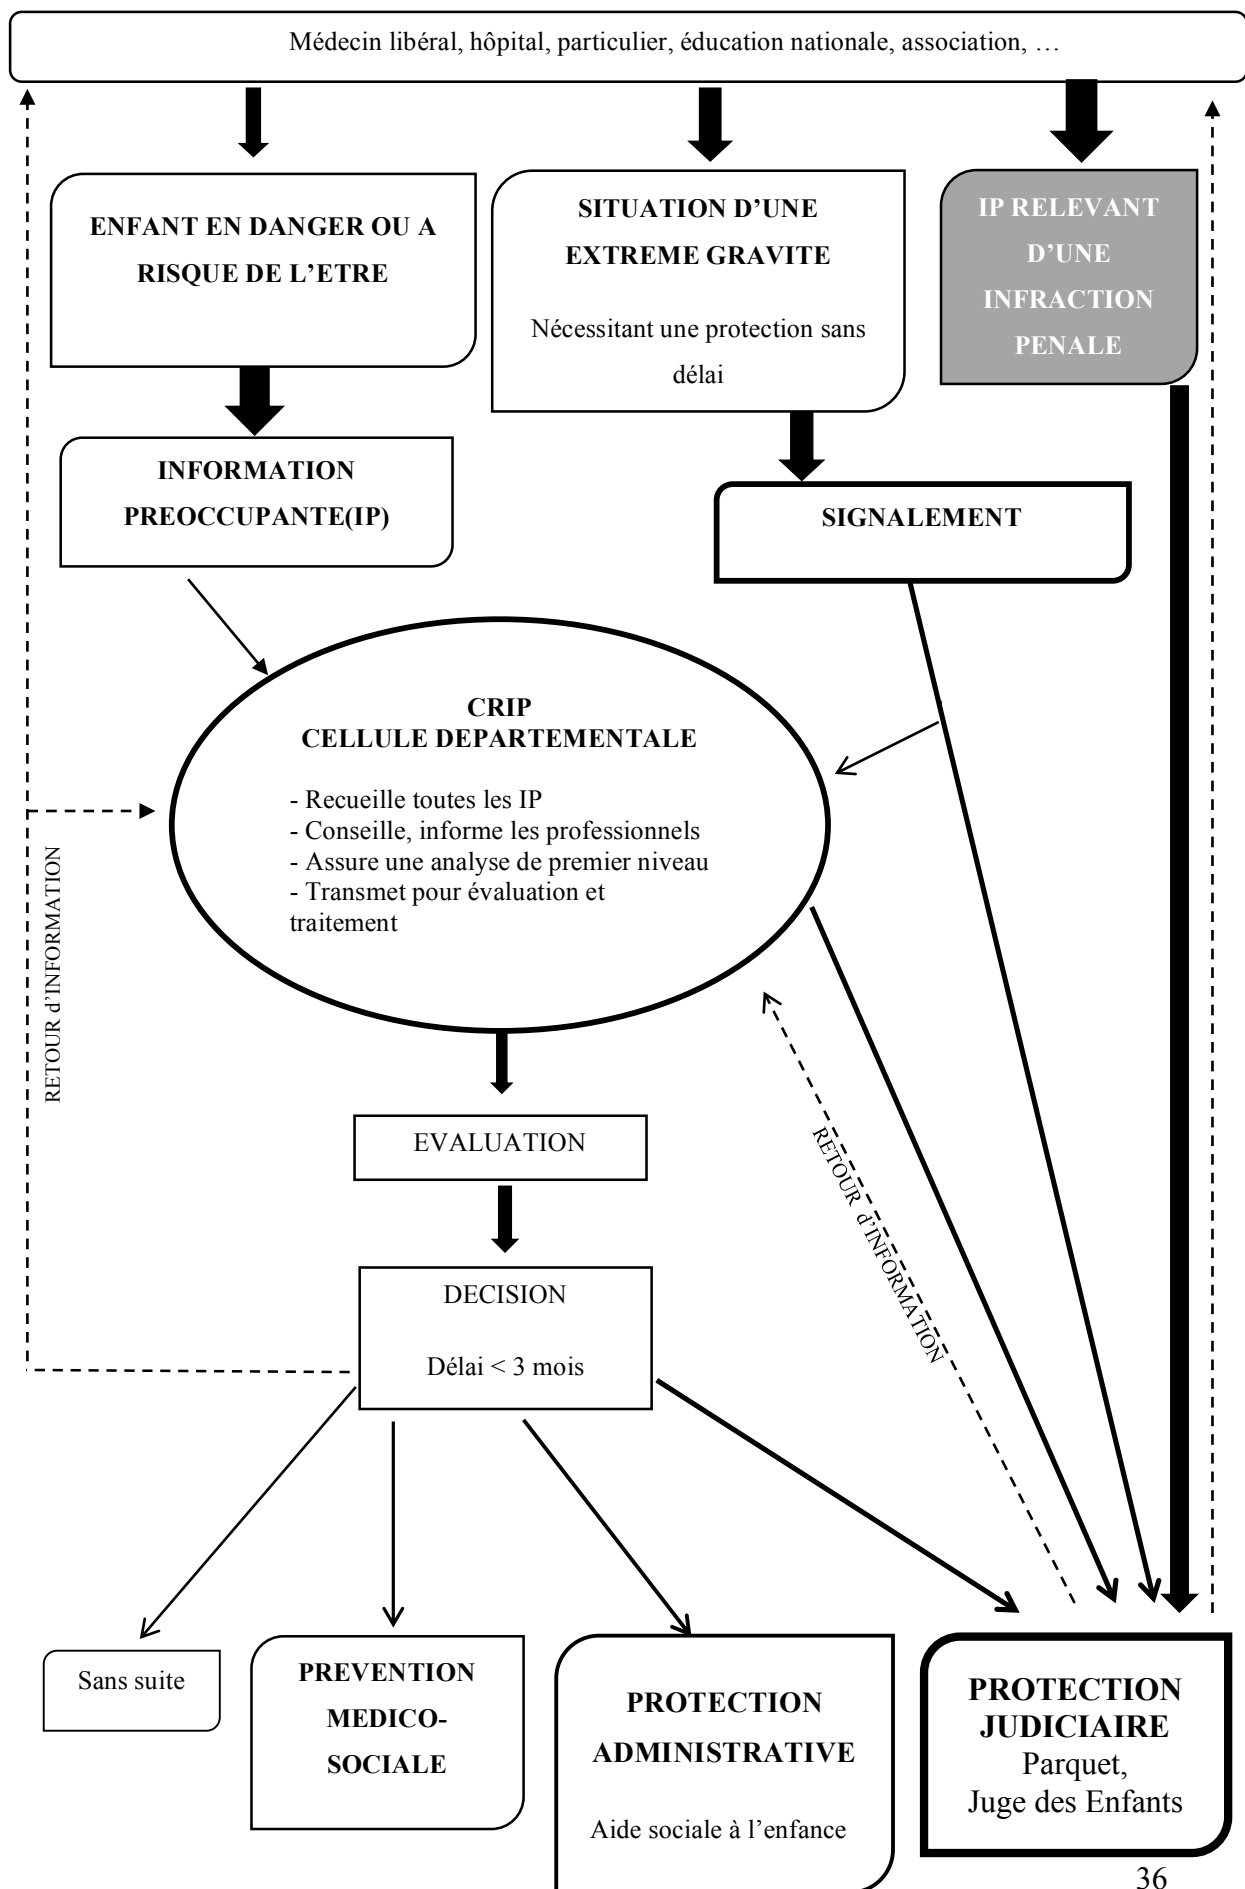 Médecin libéral, hôpital, particulier, éducation nationale, association, …
ENFANT EN DANGER OU A
RISQUE DE L’ETRE
SITUATION D’UNE
EXTREME GRAVITE
Nécessitant une protection sans
délai
IP RELEVANT
D’UNE
INFRACTION
PENALE
INFORMATION
PREOCCUPANTE(IP)
SIGNALEMENT
CRIP
CELLULE DEPARTEMENTALE
- Recueille toutes les IP
- Conseille, informe les professionnels
- Assure une analyse de premier niveau
- Transmet pour évaluation et
traitement
RETOUR d’INFORMATION
EVALUATION
RETOUR d’INFORMATION
DECISION
Délai < 3 mois
Sans suite
PREVENTION
MEDICO-
SOCIALE
PROTECTION
ADMINISTRATIVE
Aide sociale à l’enfance
PROTECTION
JUDICIAIRE
Parquet,
Juge des Enfants
36